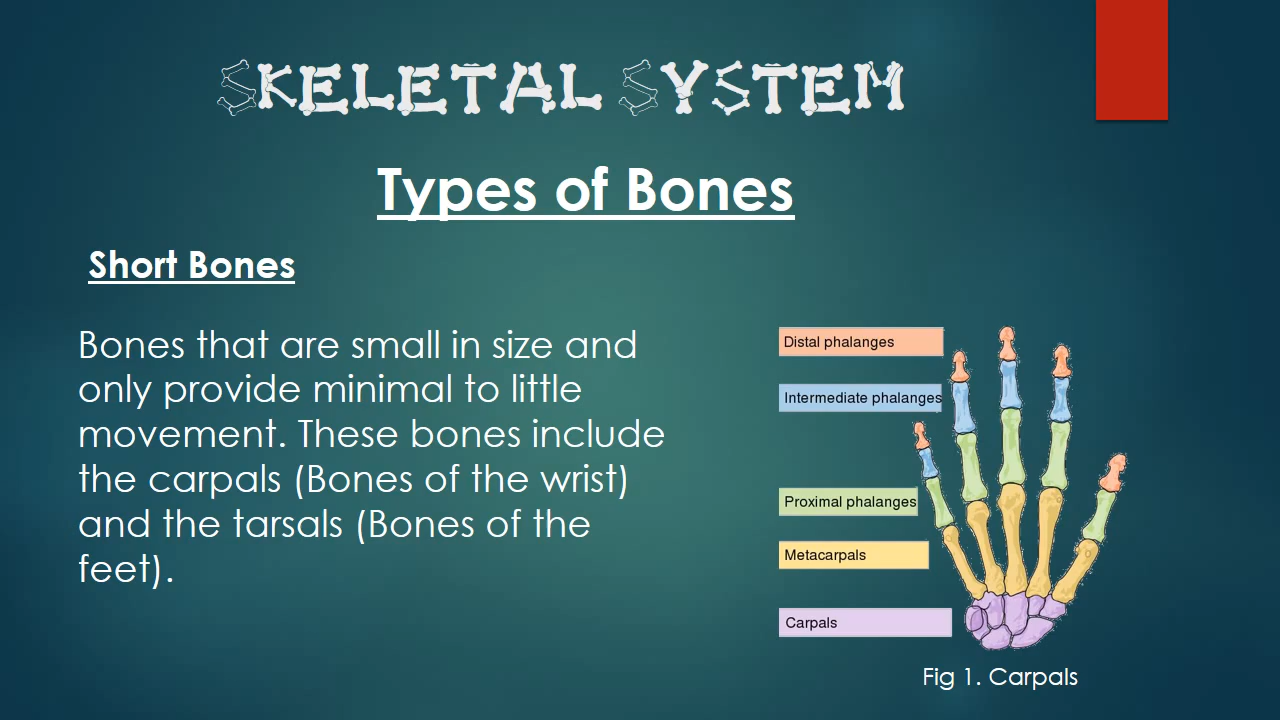 SKELETAL SYSTEM
Types of Bones
Short Bones
Bones that are small in size and
only provide minimal to little
movement. These bones include
the carpals (Bones of the wrist)
and the tarsals (Bones of the
feet).
Distal phalanges
Intermediate phalanges
Proximal phalanges
Metacarpals
Carpals
Fig 1. Carpals